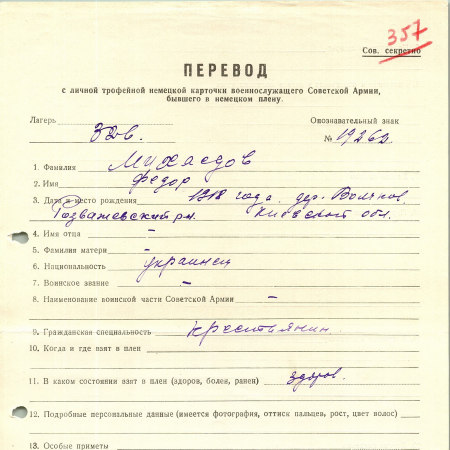 357
Сов. секретно
ПЕРЕВОД
с личной трофейной немецкой карточки военнослужащего Советской Армии,
бывшего в немецком плену.
Лагерь Опознавательный знак
№ 19262
1. Фамилия
2. Имя Федор
3. Дата и место рождения 1918 года. дер.
Розважевский рн. Киевской обл.
4. Имя отца -
5. Фамилия матери -
6. Национальность украинец
7. Воинское звание -
8. Наименование воинской части Советской Армии -
9. Гражданская специальность крестьянин.
10. Когда и где взят в плен
11. В каком состоянии взят в плен (здоров, болен, ранен) здоров.
12. Подробные персональные данные (имеется фотография, оттиск пальцев, рост, цвет волос)
13. Особые приметы